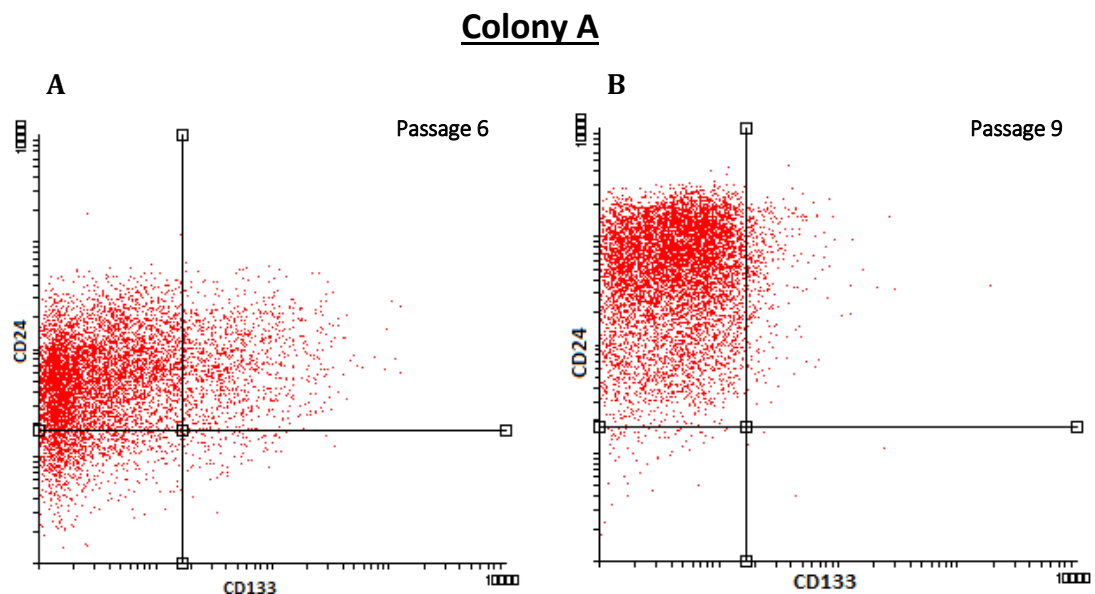 Colony A
A
B
Passage 6
Passage 9
CD24
CD24
CD133
CD133